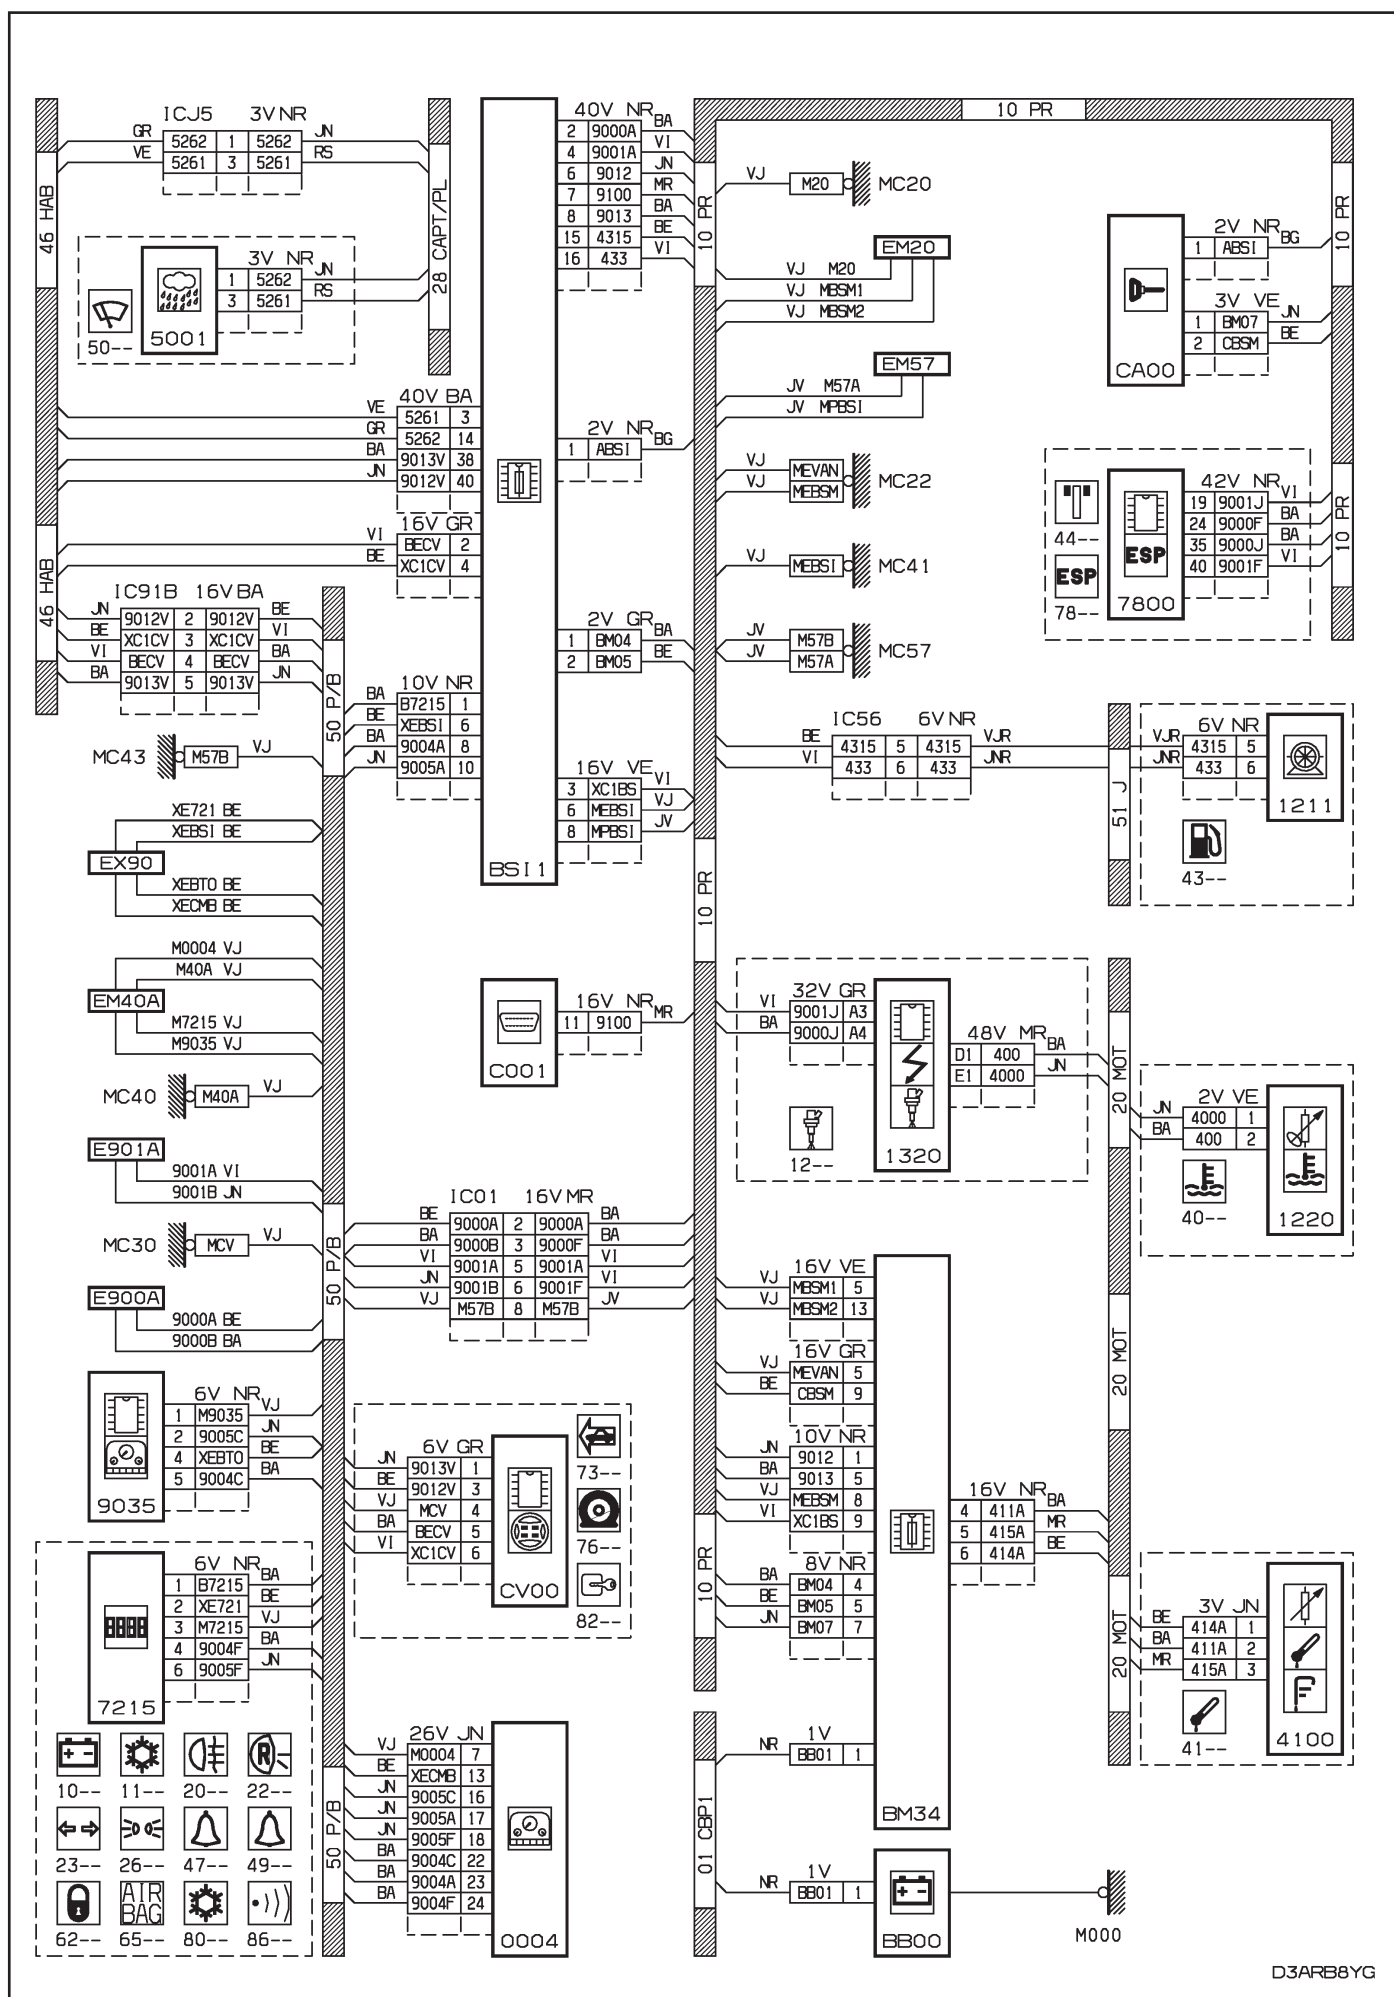 10 PR
ICJ5 3V NR
GR 5262 1 5262 JN
VE 5261 3 5261 RS
46 HAB
28 CAPT/PL
3V NR
1 5262 JN
3 5261 RS
50--
5001
40V NR
2 9000A BA
4 9001A VI
6 9012 JN
7 9100 MR
8 9013 BA
15 4315 BE
16 433 VI
10 PR
VJ M20 MC20
EM20
VJ M20
VJ MBSM1
VJ MBSM2
EM57
JV M57A
JV MPBSI
2V NR
1 ABSI BG
3V VE
1 BM07 JN
2 CBSM BE
CA00
10 PR
40V BA
VE 5261 3
GR 5262 14
BA 9013V 38
JN 9012V 40
16V GR
VI BECV 2
BE XC1CV 4
2V NR
1 ABSI BG
VJ MEVAN
VJ MEBSM
MC22
VJ MEBSI MC41
42V NR
19 9001J VI
24 9000F BA
35 9000J BA
40 9001F VI
44--
ESP
78--
ESP
7800
10 PR
46 HAB
IC91B 16V BA
JN 9012V 2 9012V BE
BE XC1CV 3 XC1CV VI
VI BECV 4 BECV BA
BA 9013V 5 9013V JN
50 P/B
2V GR
1 BM04 BA
2 BM05 BE
JV M57B
JV M57A
MC57
10V NR
BA B7215 1
BE XEBSI 6
BA 9004A 8
JN 9005A 10
MC43 M57B VJ
16V VE
3 XC1BS VI
6 MEBSI VJ
8 MPBSI JV
BSI1
IC56 6V NR
BE 4315 5 4315 VJR
VI 433 6 433 JNR
51 J
6V NR
VJR 4315 5
JNR 433 6
1211
43--
XE721 BE
XEBSI BE
EX90
XEBTO BE
XECMB BE
10 PR
M0004 VJ
M40A VJ
EM40A
M7215 VJ
M9035 VJ
MC40 M40A VJ
16V NR
11 9100 MR
C001
32V GR
VI 9001J A3
BA 9000J A4
48V MR
D1 400 BA
E1 4000 JN
12--
1320
20 MOT
2V VE
JN 4000 1
BA 400 2
40--
1220
E901A
9001A VI
9001B JN
MC30 MCV VJ
50 P/B
E900A
9000A BE
9000B BA
IC01 16V MR
BE 9000A 2 9000A BA
BA 9000B 3 9000F BA
VI 9001A 5 9001A VI
JN 9001B 6 9001F VI
VJ M57B 8 M57B JV
16V VE
VJ MBSM1 5
VJ MBSM2 13
16V GR
VJ MEVAN 5
BE CBSM 9
10V NR
JN 9012 1
BA 9013 5
VJ MEBSM 8
VI XC1BS 9
8V NR
BA BM04 4
BE BM05 5
JN BM07 7
10 PR
20 MOT
16V NR
4 411A BA
5 415A MR
6 414A BE
6V NR
1 M9035 VJ
2 9005C JN
4 XEBTO BE
5 9004C BA
9035
6V GR
JN 9013V 1
BE 9012V 3
VJ MCV 4
BA BECV 5
VI XC1CV 6
CV00
73--
76--
82--
20 MOT
3V JN
BE 414A 1
BA 411A 2
MR 415A 3
41--
4100
6V NR
1 B7215 BA
2 XE721 BE
3 M7215 VJ
4 9004F BA
6 9005F JN
7215
R
10-- 11-- 20-- 22--
23-- 26-- 47-- 49--
AIR
BAG
62-- 65-- 80-- 86--
50 P/B
26V JN
VJ M0004 7
BE XECMB 13
JN 9005C 16
JN 9005A 17
JN 9005F 18
BA 9004C 22
BA 9004A 23
BA 9004F 24
0004
01 CBP1
1V
NR BB01 1
BM34
1V
NR BB01 1
BB00
M000
D3ARB8YG